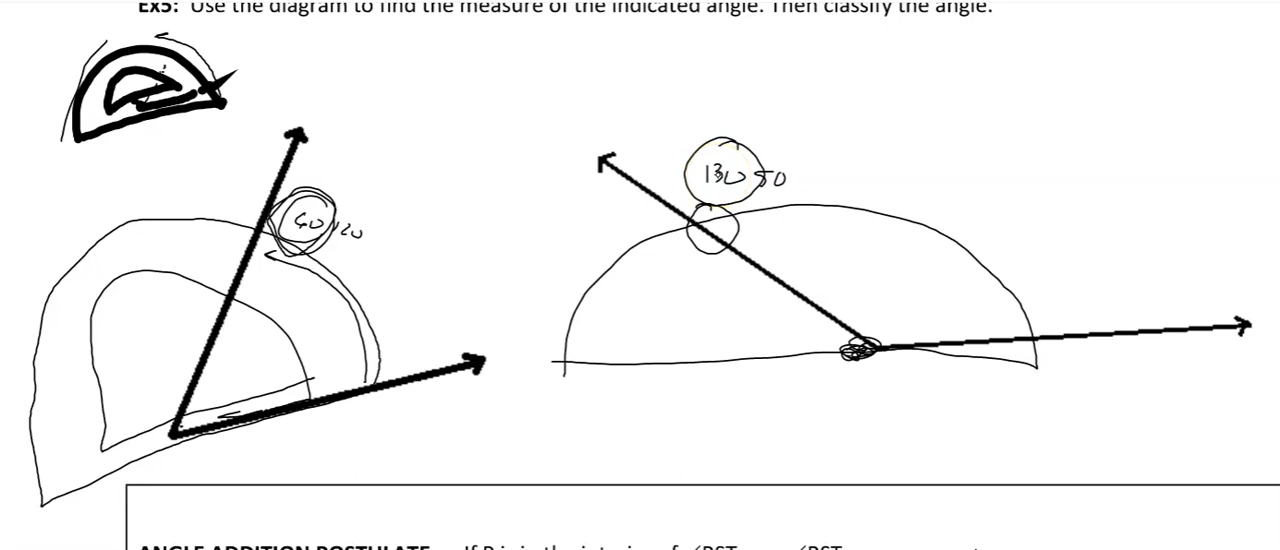 EX5: Use the diagram to find the measure of the indicated angle. Then classify the angle.
130 50
60 120
ANGLE ADDITION POSTULATE